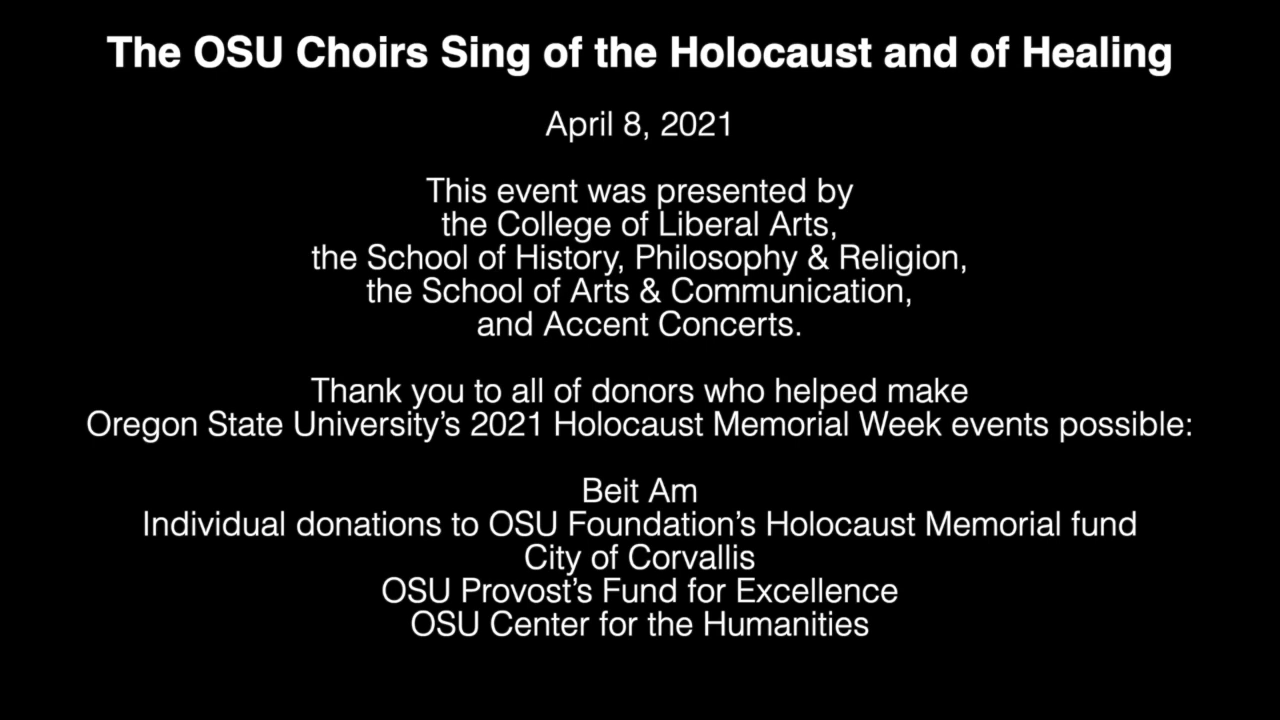 The OSU Choirs Sing of the Holocaust and of Healing
April 8, 2021
This event was presented by
the College of Liberal Arts,
the School of History, Philosophy & Religion,
the School of Arts & Communication,
and Accent Concerts.
Thank you to all of donors who helped make
Oregon State University’s 2021 Holocaust Memorial Week events possible:
Beit Am
Individual donations to OSU Foundation’s Holocaust Memorial fund
City of Corvallis
OSU Provost’s Fund for Excellence
OSU Center for the Humanities